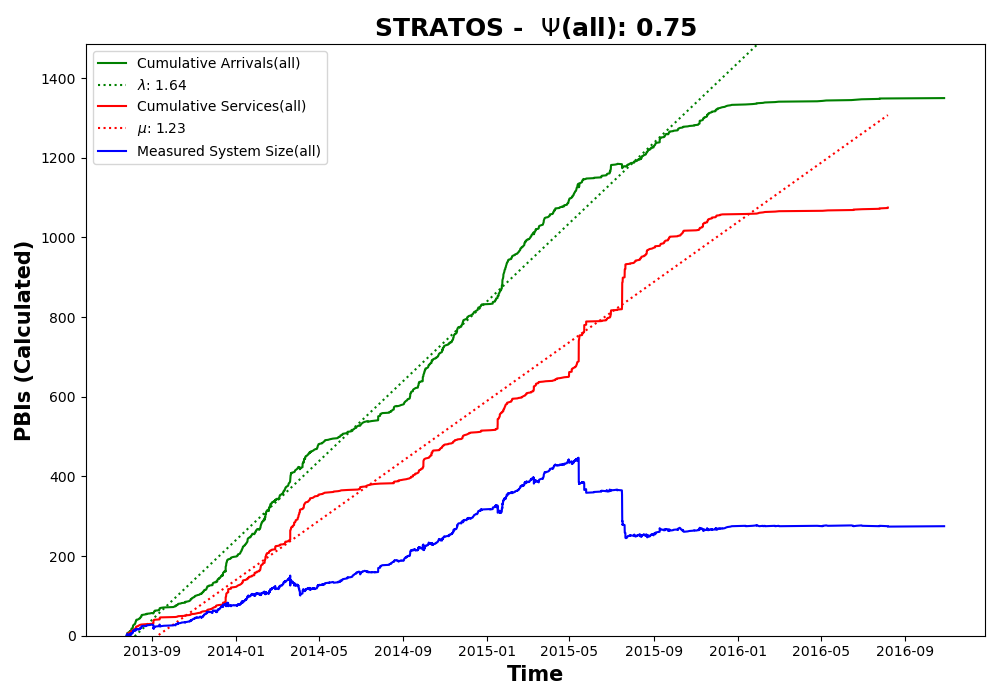 STRATOS - Ψ(all): 0.75
Cumulative Arrivals(all)
λ: 1.64
Cumulative Services(all)
μ: 1.23
Measured System Size(all)
PBIs (Calculated)
1400
1200
1000
800
600
400
200
0
2013-09 2014-01 2014-05 2014-09 2015-01 2015-05 2015-09 2016-01 2016-05 2016-09
Time